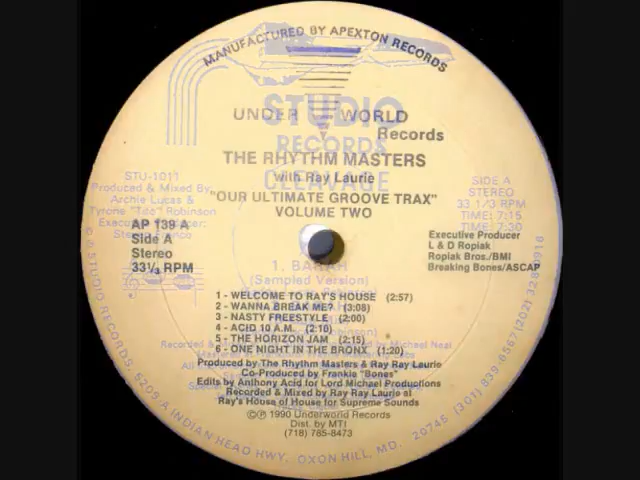 MANUFACTURED BY APEXTON RECORDS
UNDER WORLD
Records
STUDIO
RECORDS
CLEAVAGE
THE RHYTHM MASTERS
with Ray Laurie
"OUR ULTIMATE GROOVE TRAX"
VOLUME TWO
STU-1011
Produced & Mixed By
Archie Lucas &
Tyrone "Tito" Robinson
Executive Producer
AP 139 A
Side A
Stereo
33⅓ RPM
SIDE A
STEREO
33 1/3 RPM
TIME: 7:15
TIME: 7:30
Executive Producer
L & D Ropiak
Ropiak Bros./BMI
Breaking Bones/ASCAP
1. BARAH
(Sampled Version)
1 - WELCOME TO RAY'S HOUSE (2:57)
2 - WANNA BREAK ME? (3:08)
3 - NASTY FREESTYLE (2:00)
4 - ACID 10 A.M. (2:10)
5 - THE HORIZON JAM (2:15)
6 - ONE NIGHT IN THE BRONX (1:20)
Produced by The Rhythm Masters & Ray Ray Laurie
Co-Produced by Frankie "Bones"
Edits by Anthony Acid for Lord Michael Productions
Recorded & Mixed by Ray Ray Laurie at
Ray's House of House for Supreme Sounds
©℗ 1990 Underworld Records
Dist. by MTI
(718) 785-8473
STUDIO RECORDS, 6209-A INDIAN HEAD HWY. OXON HILL, MD. 20745 (301) 839-6567